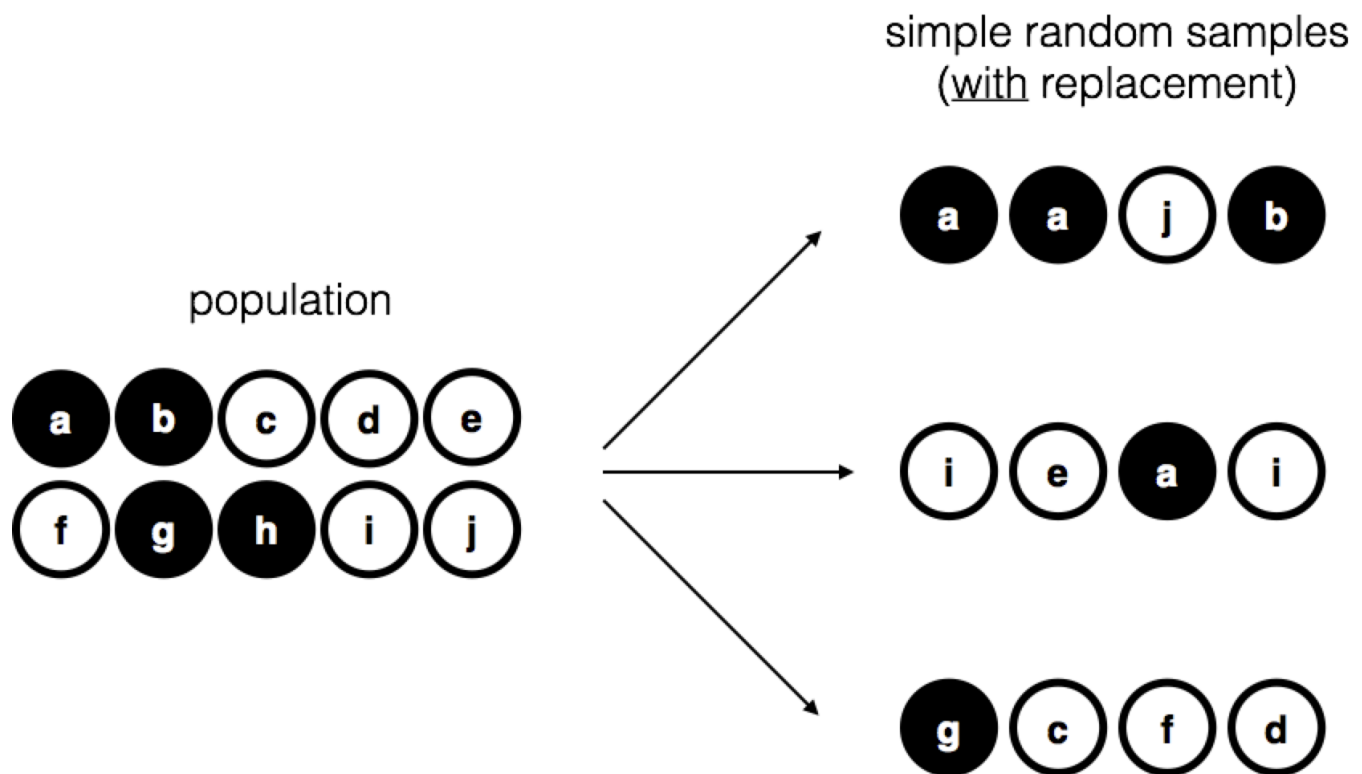 simple random samples
(with replacement)
a a j b
population
a b c d e
f g h i j
i e a i
g c f d